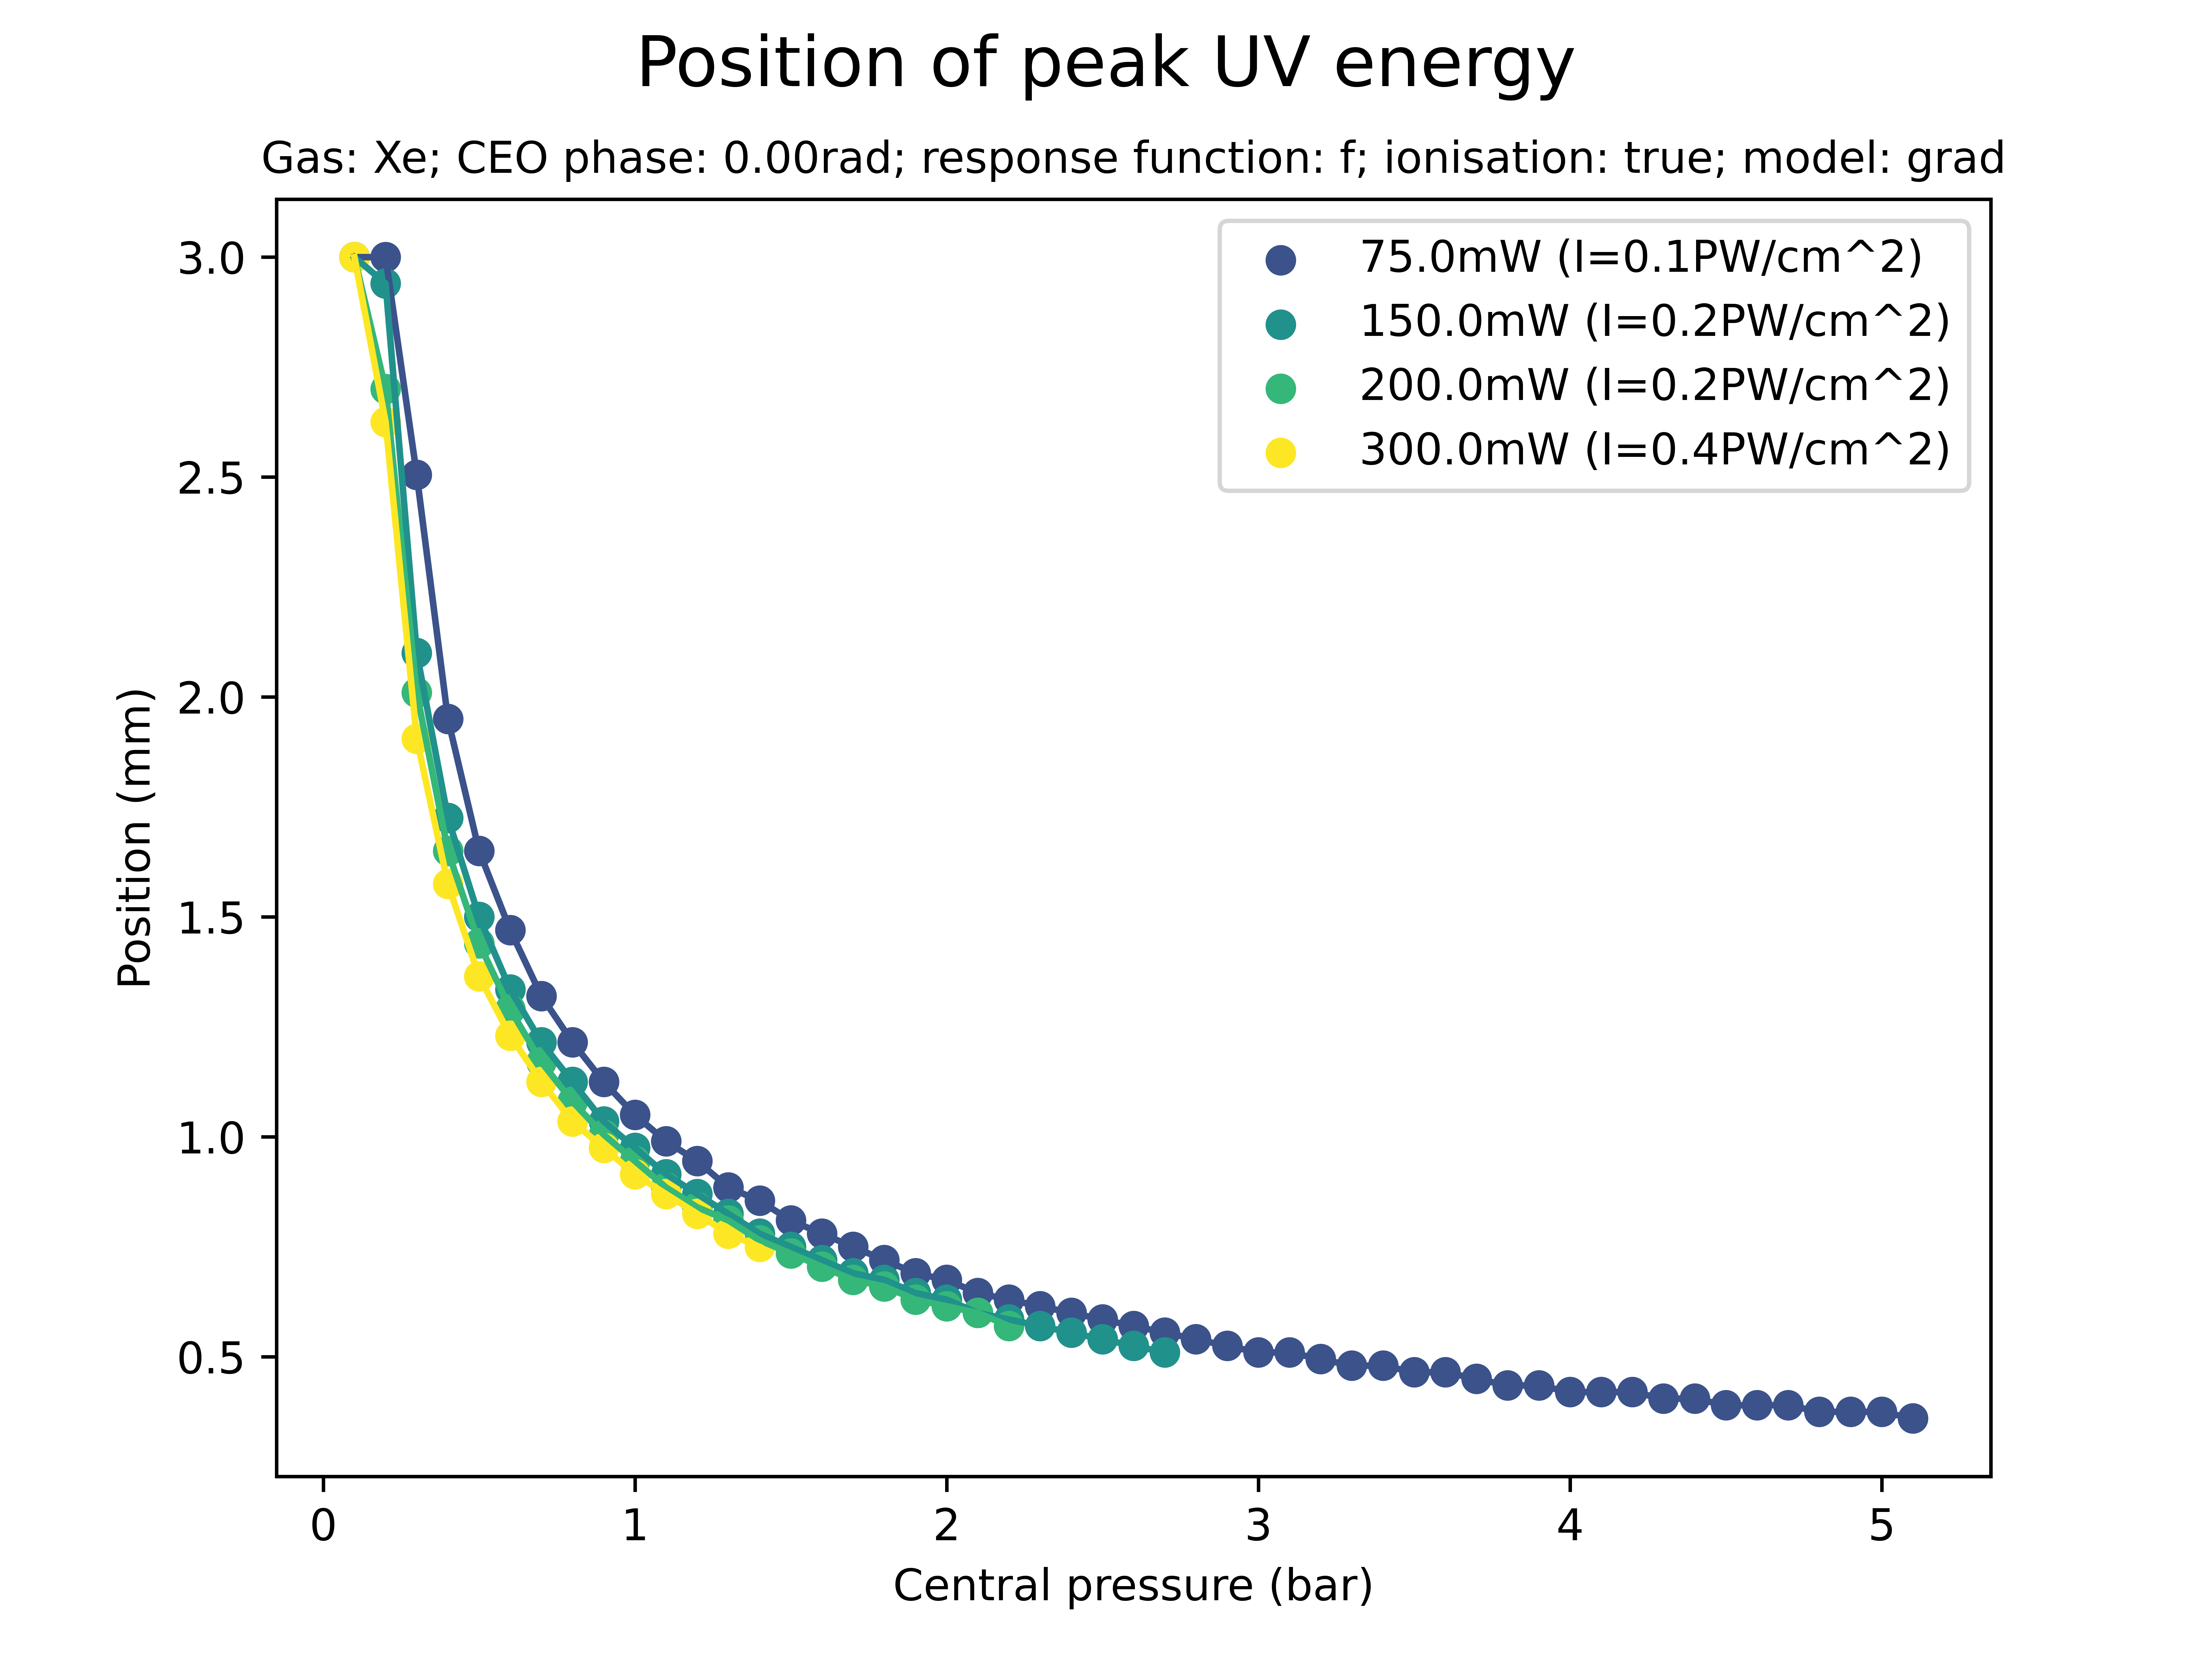 Position of peak UV energy
Gas: Xe; CEO phase: 0.00rad; response function: f; ionisation: true; model: grad
75.0mW (I=0.1PW/cm^2)
150.0mW (I=0.2PW/cm^2)
200.0mW (I=0.2PW/cm^2)
300.0mW (I=0.4PW/cm^2)
3.0
2.5
2.0
1.5
1.0
0.5
Position (mm)
0 1 2 3 4 5
Central pressure (bar)